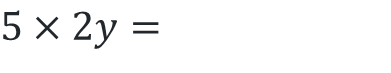 5 × 2y =